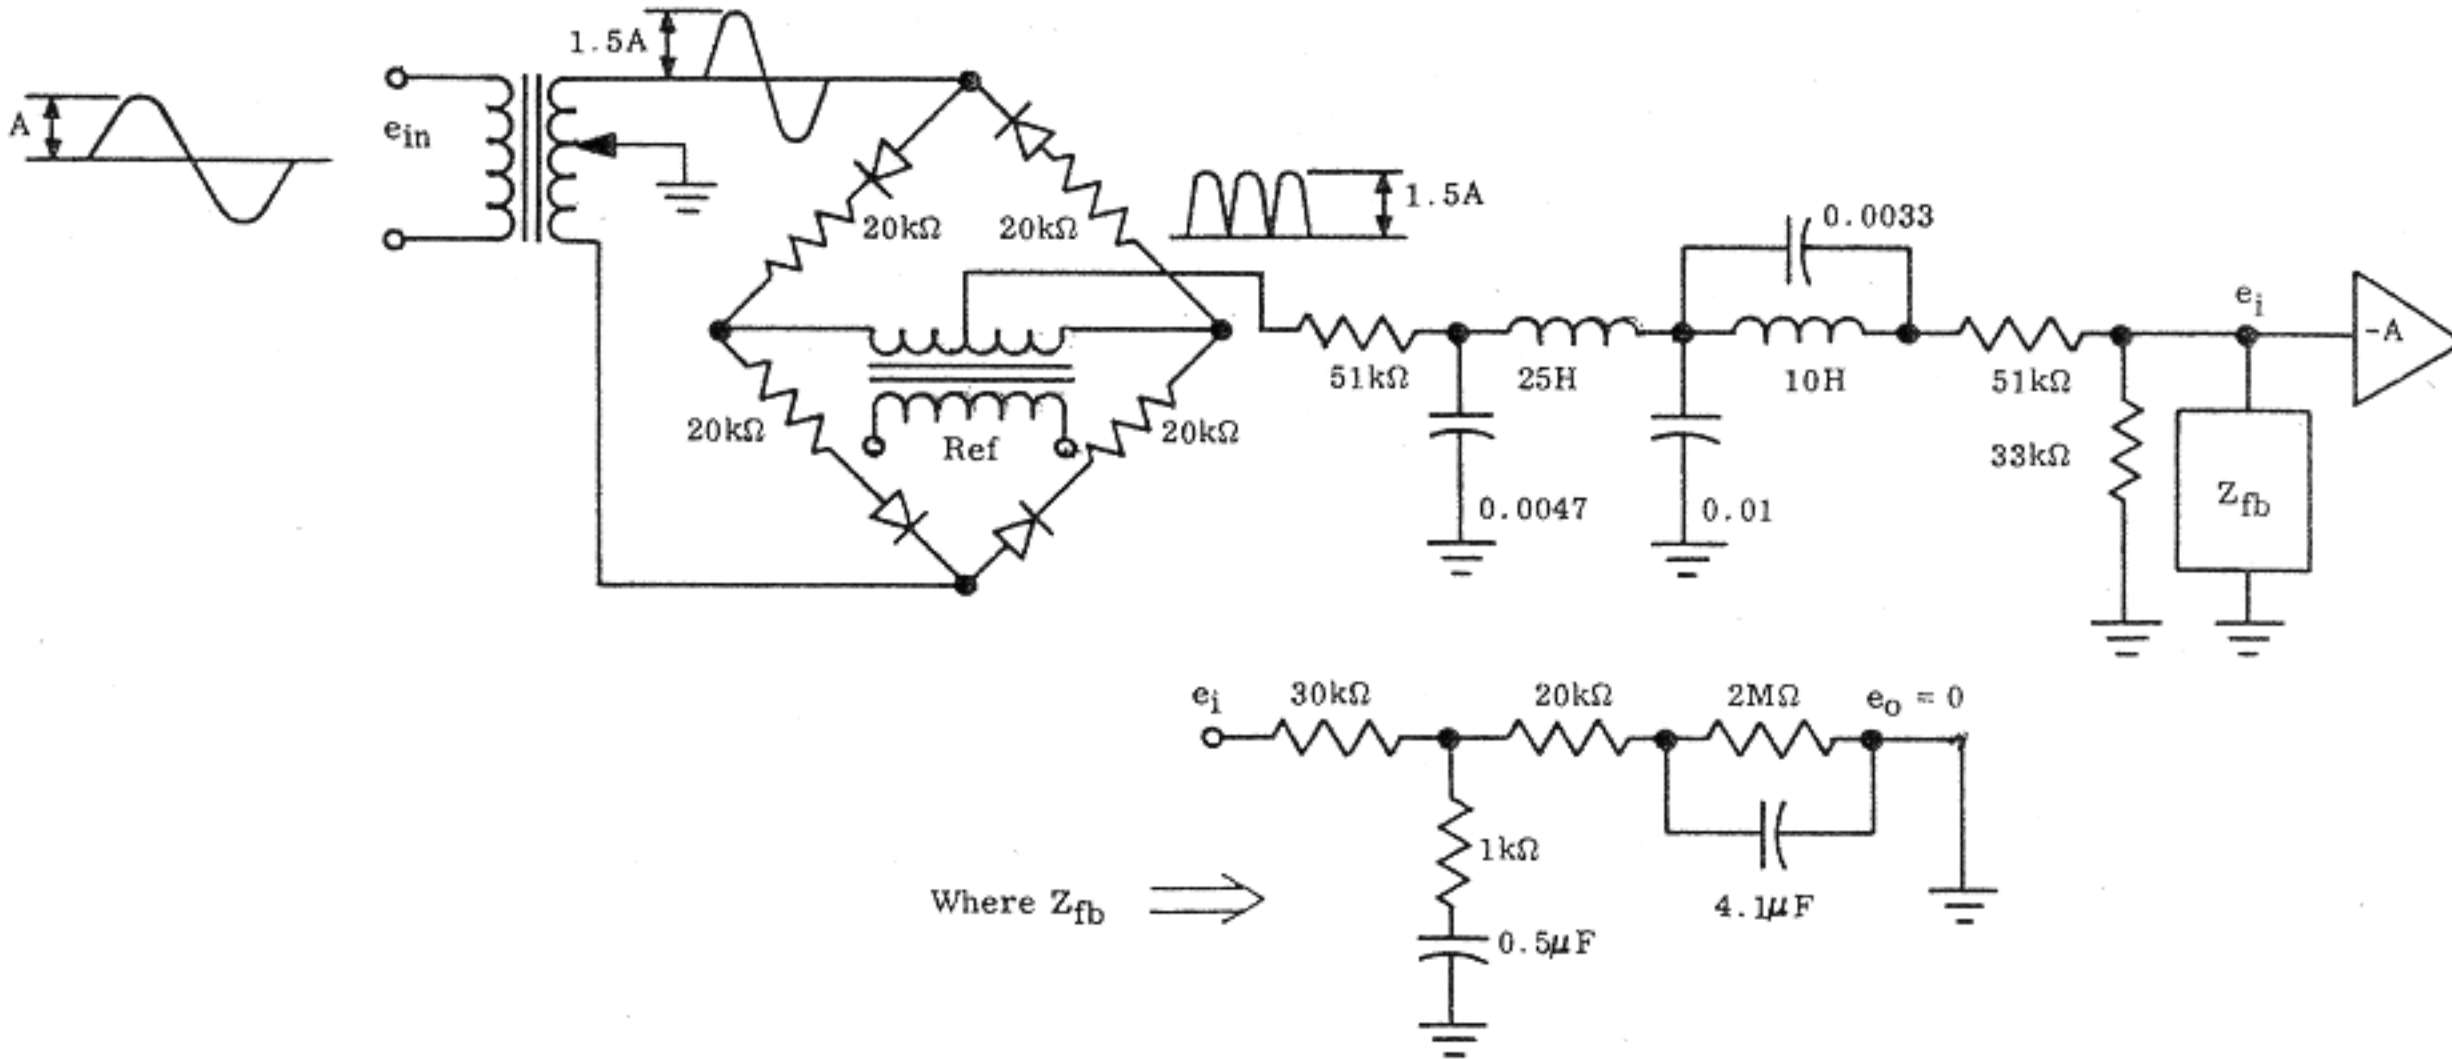 1.5A
A
e_in
20kΩ
20kΩ
1.5A
0.0033
e_i
-A
51kΩ
25H
10H
51kΩ
20kΩ
Ref
20kΩ
33kΩ
0.0047
0.01
Z_fb
e_i
30kΩ
20kΩ
2MΩ
e_o = 0
1kΩ
Where Z_fb
4.1μF
0.5μF